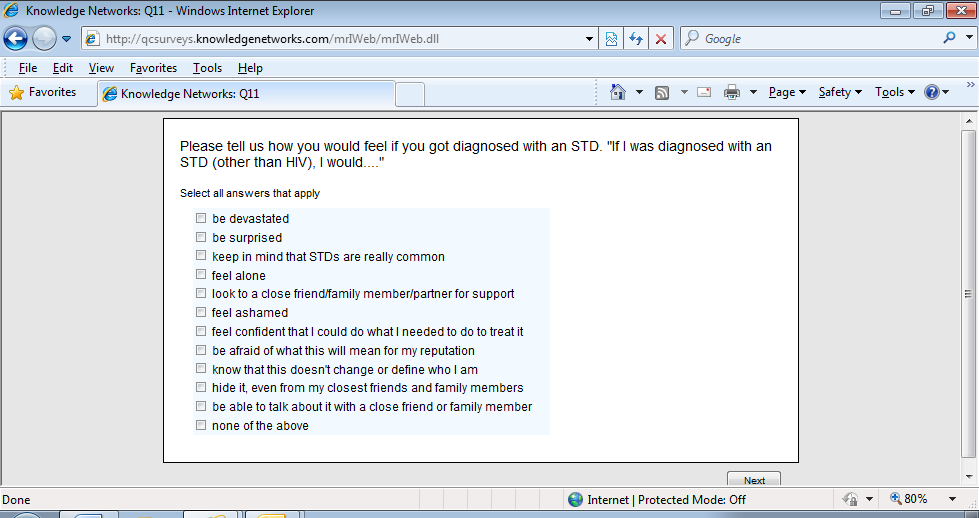 Knowledge Networks: Q11 - Windows Internet Explorer
http://qcsurveys.knowledgenetworks.com/mrIWeb/mrIWeb.dll
Google
File Edit View Favorites Tools Help
Favorites
Knowledge Networks: Q11
Page Safety Tools
Please tell us how you would feel if you got diagnosed with an STD. "If I was diagnosed with an
STD (other than HIV), I would...."
Select all answers that apply
be devastated
be surprised
keep in mind that STDs are really common
feel alone
look to a close friend/family member/partner for support
feel ashamed
feel confident that I could do what I needed to do to treat it
be afraid of what this will mean for my reputation
know that this doesn't change or define who I am
hide it, even from my closest friends and family members
be able to talk about it with a close friend or family member
none of the above
Next
Done
Internet | Protected Mode: Off
80%